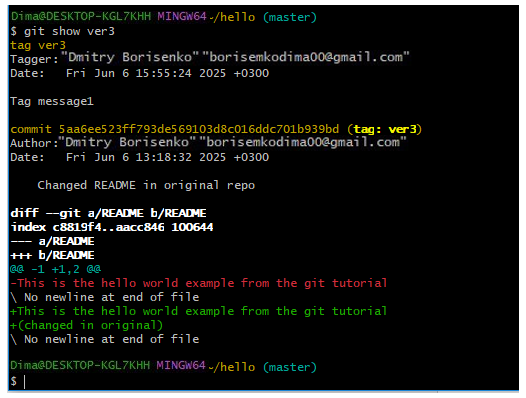 Dima@DESKTOP-KGL7KHH MINGW64 ~/hello (master)
$ git show ver3
tag ver3
Tagger: "Dmitry Borisenko" "borisemkodima00@gmail.com"
Date:   Fri Jun 6 15:55:24 2025 +0300
Tag message1
commit 5aa6ee523ff793de569103d8c016ddc701b939bd (tag: ver3)
Author: "Dmitry Borisenko" "borisemkodima00@gmail.com"
Date:   Fri Jun 6 13:18:32 2025 +0300
    Changed README in original repo
diff --git a/README b/README
index c8819f4..aacc846 100644
--- a/README
+++ b/README
@@ -1 +1,2 @@
-This is the hello world example from the git tutorial
\ No newline at end of file
+This is the hello world example from the git tutorial
+(changed in original)
\ No newline at end of file
Dima@DESKTOP-KGL7KHH MINGW64 ~/hello (master)
$